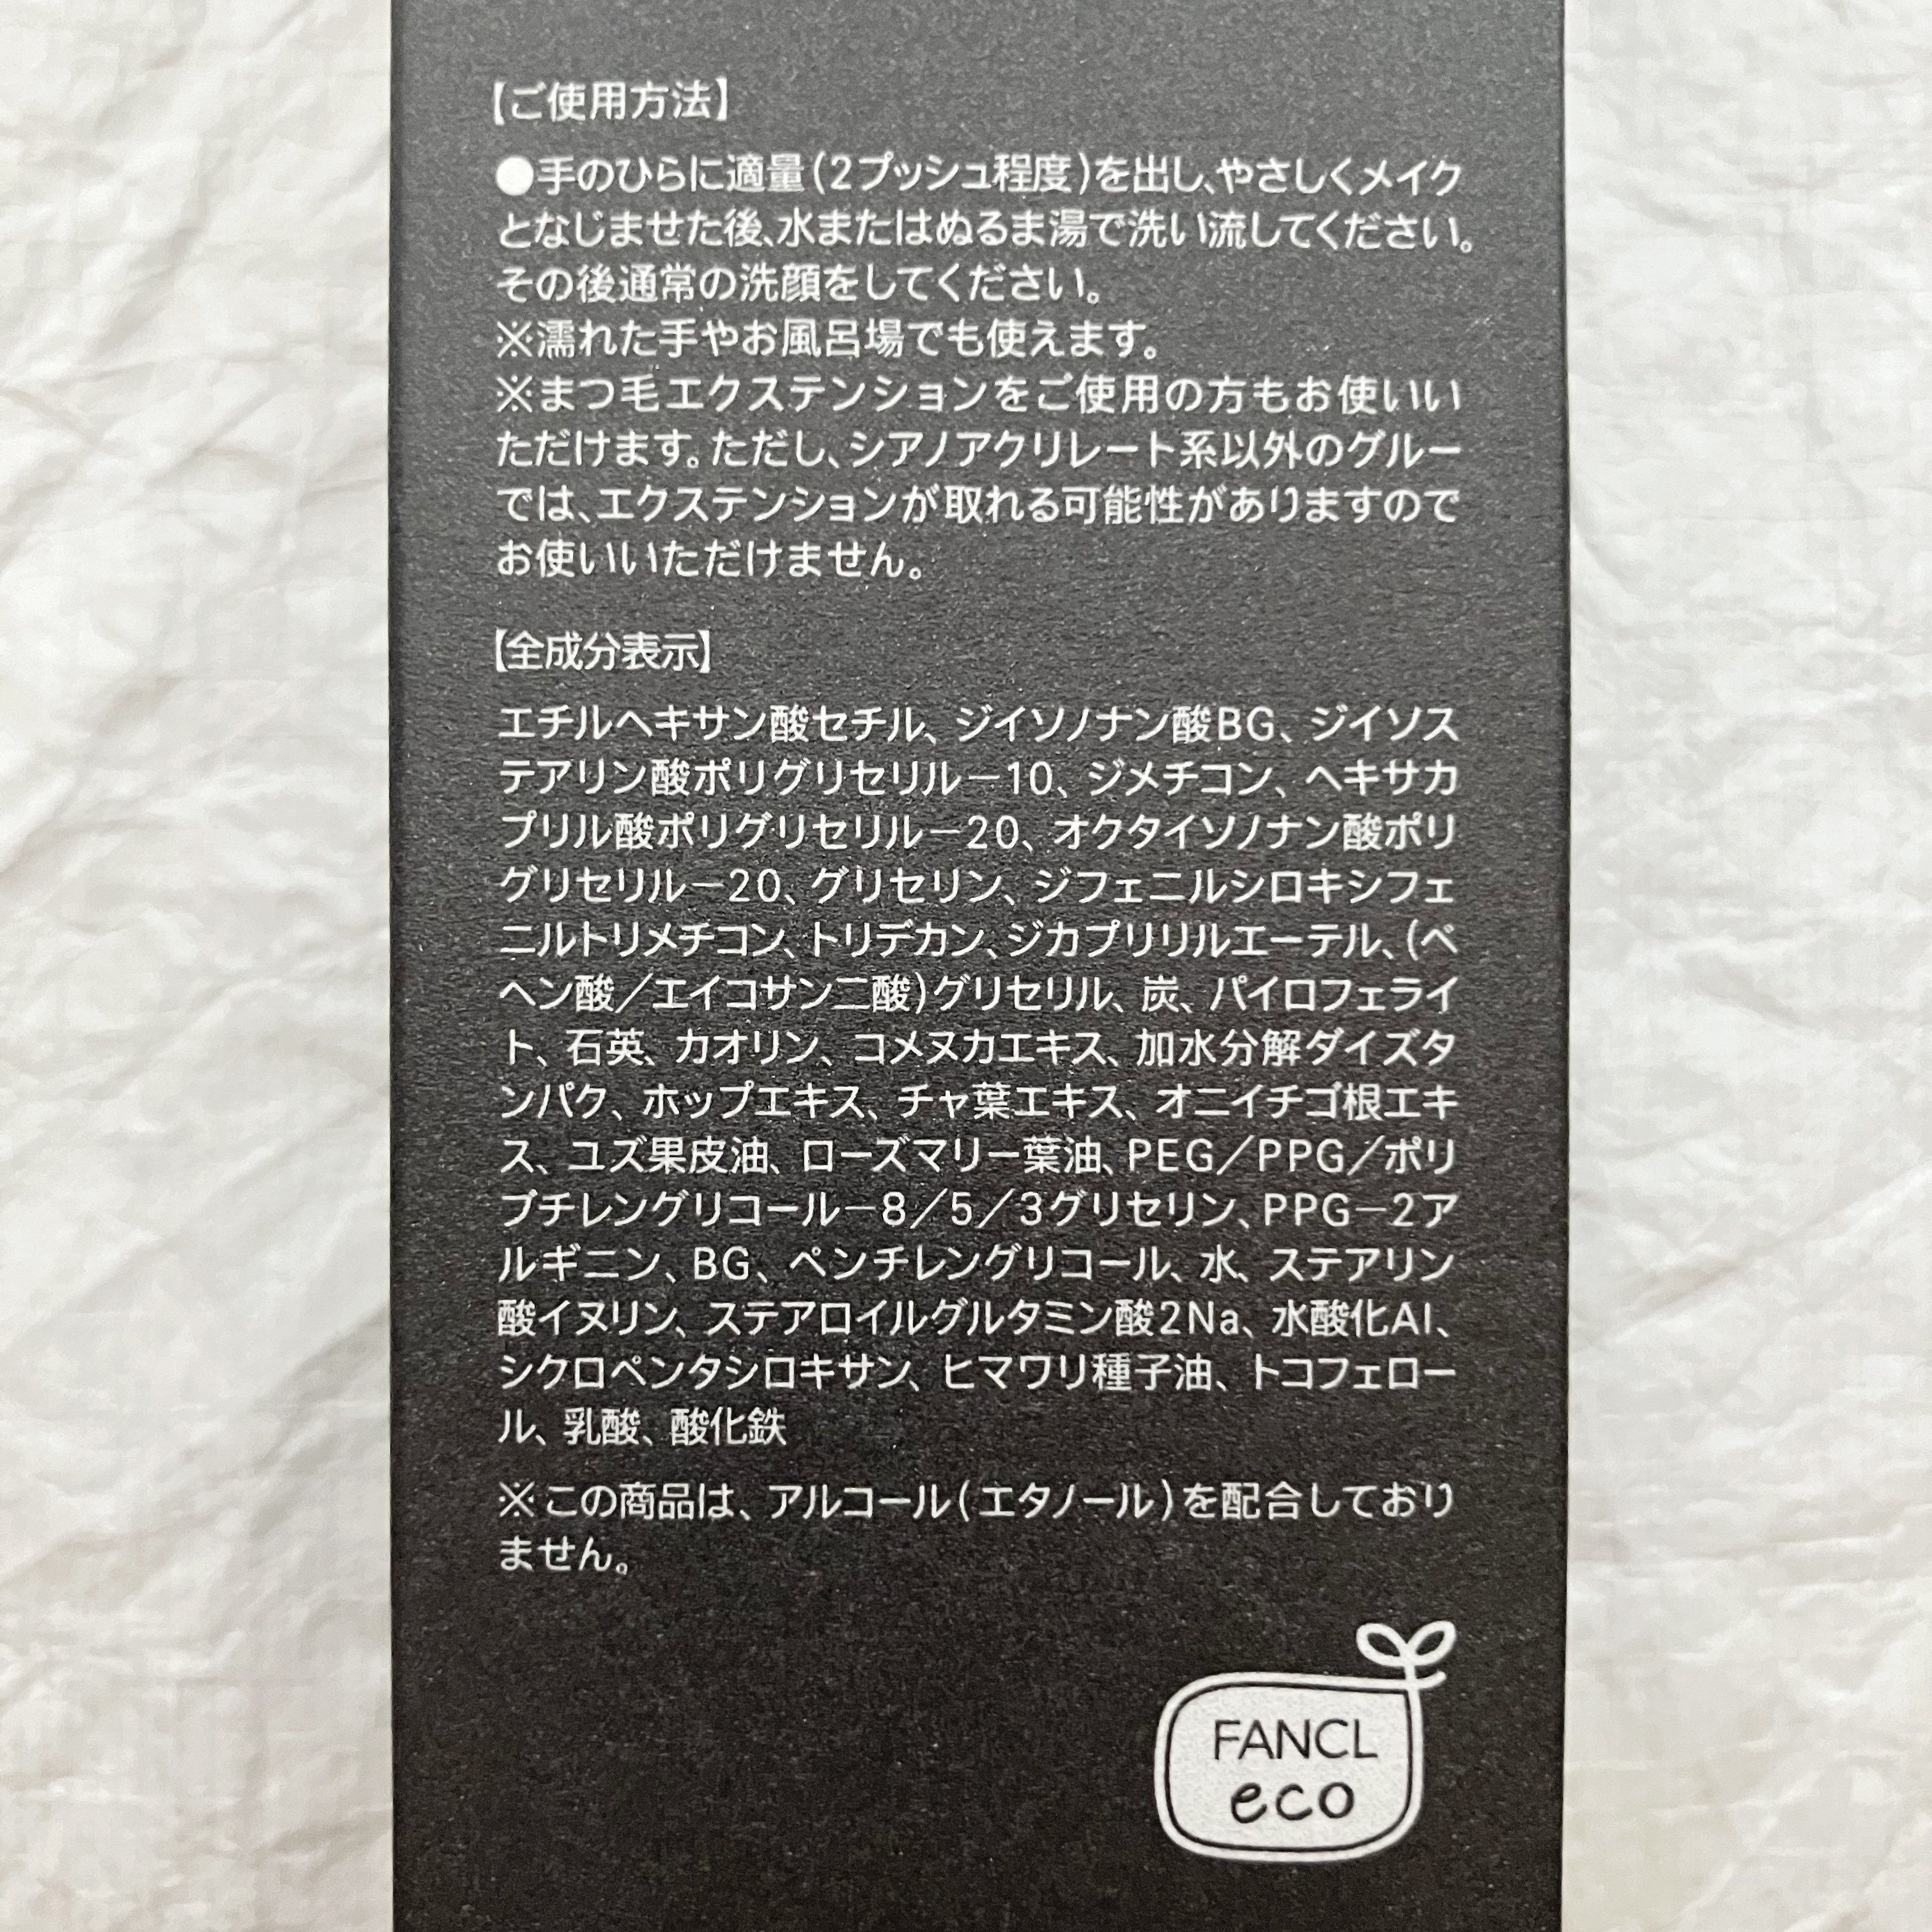 【ご使用方法】
●手のひらに適量(2プッシュ程度)を出し、やさしくメイク
となじませた後、水またはぬるま湯で洗い流してください。
その後通常の洗顔をしてください。
※濡れた手やお風呂場でも使えます。
※まつ毛エクステンションをご使用の方もお使いい
ただけます。ただし、シアノアクリレート系以外のグルー
では、エクステンションが取れる可能性がありますので
お使いいただけません。
【全成分表示】
エチルヘキサン酸セチル、ジイソノナン酸BG、ジイソス
テアリン酸ポリグリセリル－10、ジメチコン、ヘキサカ
プリル酸ポリグリセリル－20、オクタイソノナン酸ポリ
グリセリル－20、グリセリン、ジフェニルシロキシフェ
ニルトリメチコン、トリデカン、ジカプリリルエーテル、(ベ
ヘン酸／エイコサン二酸)グリセリル、炭、パイロフェライ
ト、石英、カオリン、コメヌカエキス、加水分解ダイズタ
ンパク、ホップエキス、チャ葉エキス、オニイチゴ根エキ
ス、ユズ果皮油、ローズマリー葉油、PEG／PPG／ポリ
ブチレングリコール－8／5／3グリセリン、PPG－2ア
ルギニン、BG、ペンチレングリコール、水、ステアリン
酸イヌリン、ステアロイルグルタミン酸2Na、水酸化Al、
シクロペンタシロキサン、ヒマワリ種子油、トコフェロー
ル、乳酸、酸化鉄
※この商品は、アルコール(エタノール)を配合しており
ません。
FANCL
eco